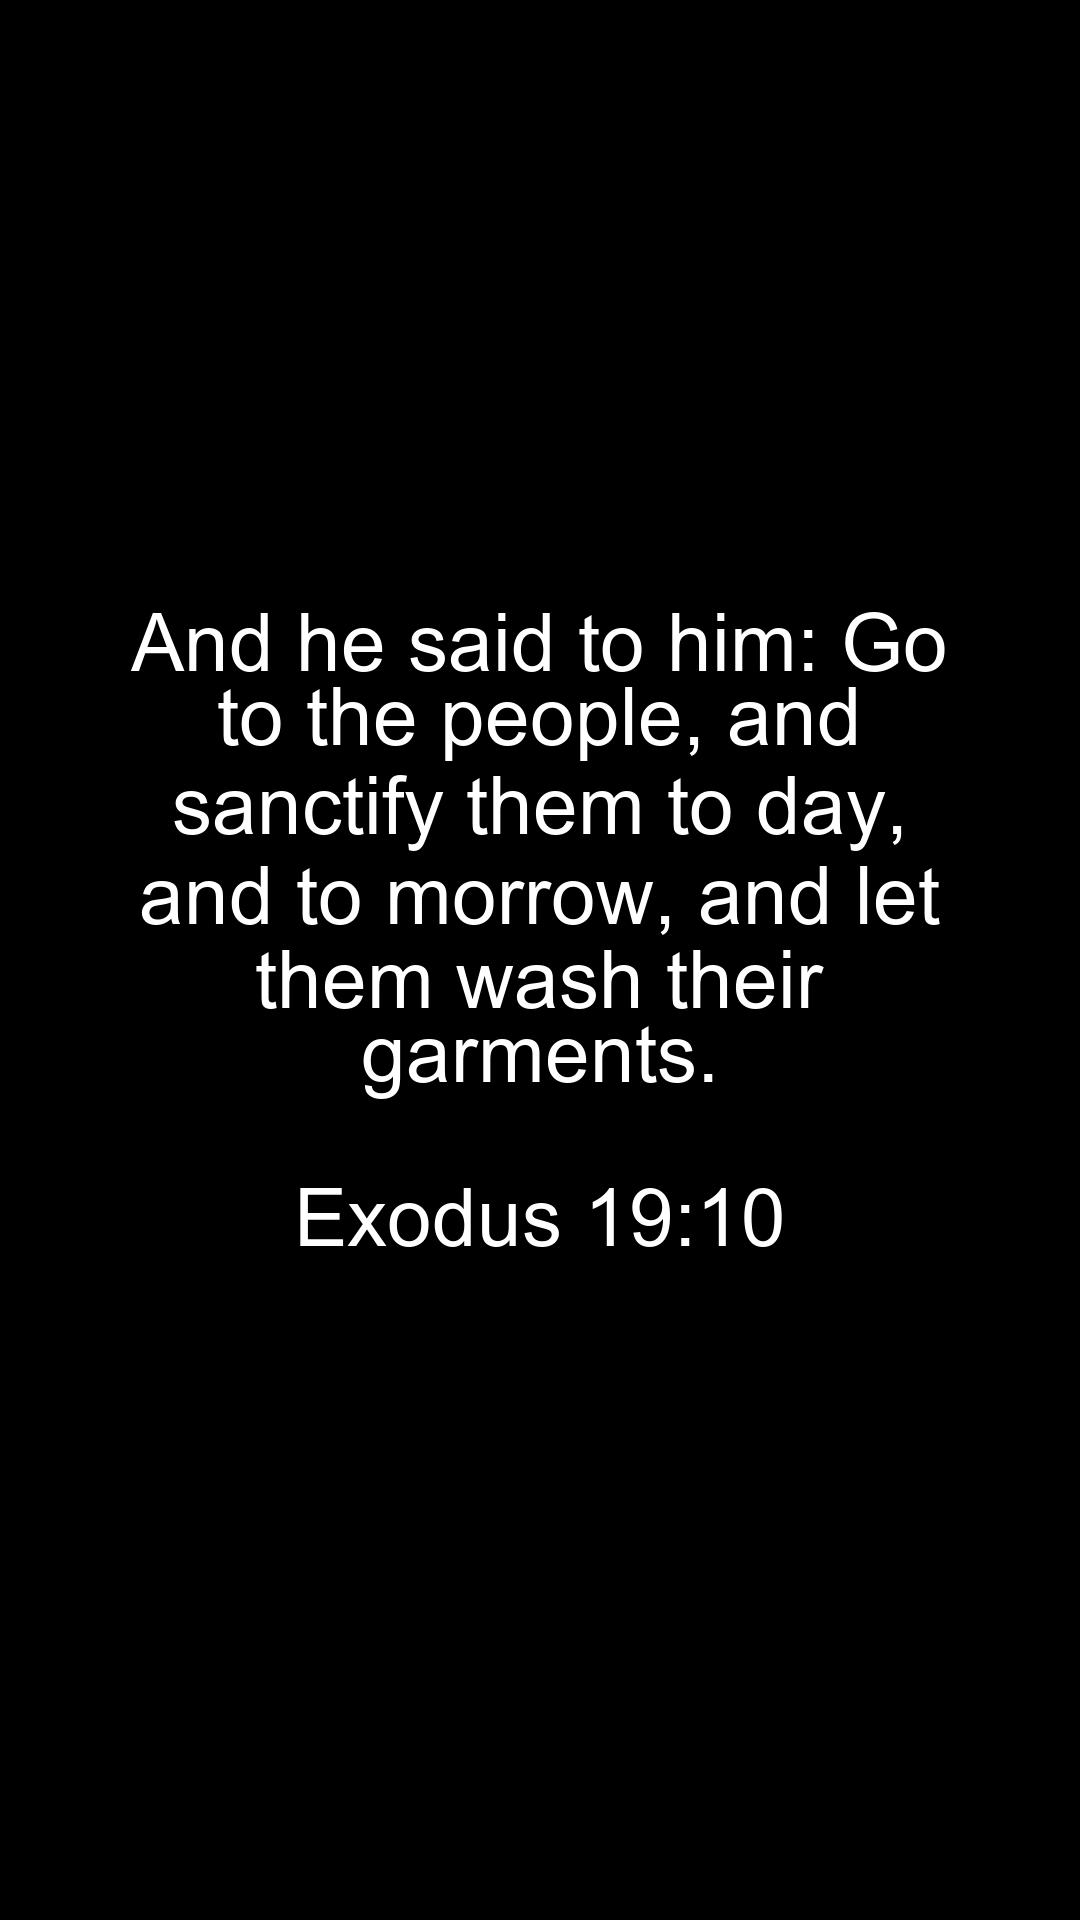 And he said to him: Go
to the people, and
sanctify them to day,
and to morrow, and let
them wash their
garments.
Exodus 19:10